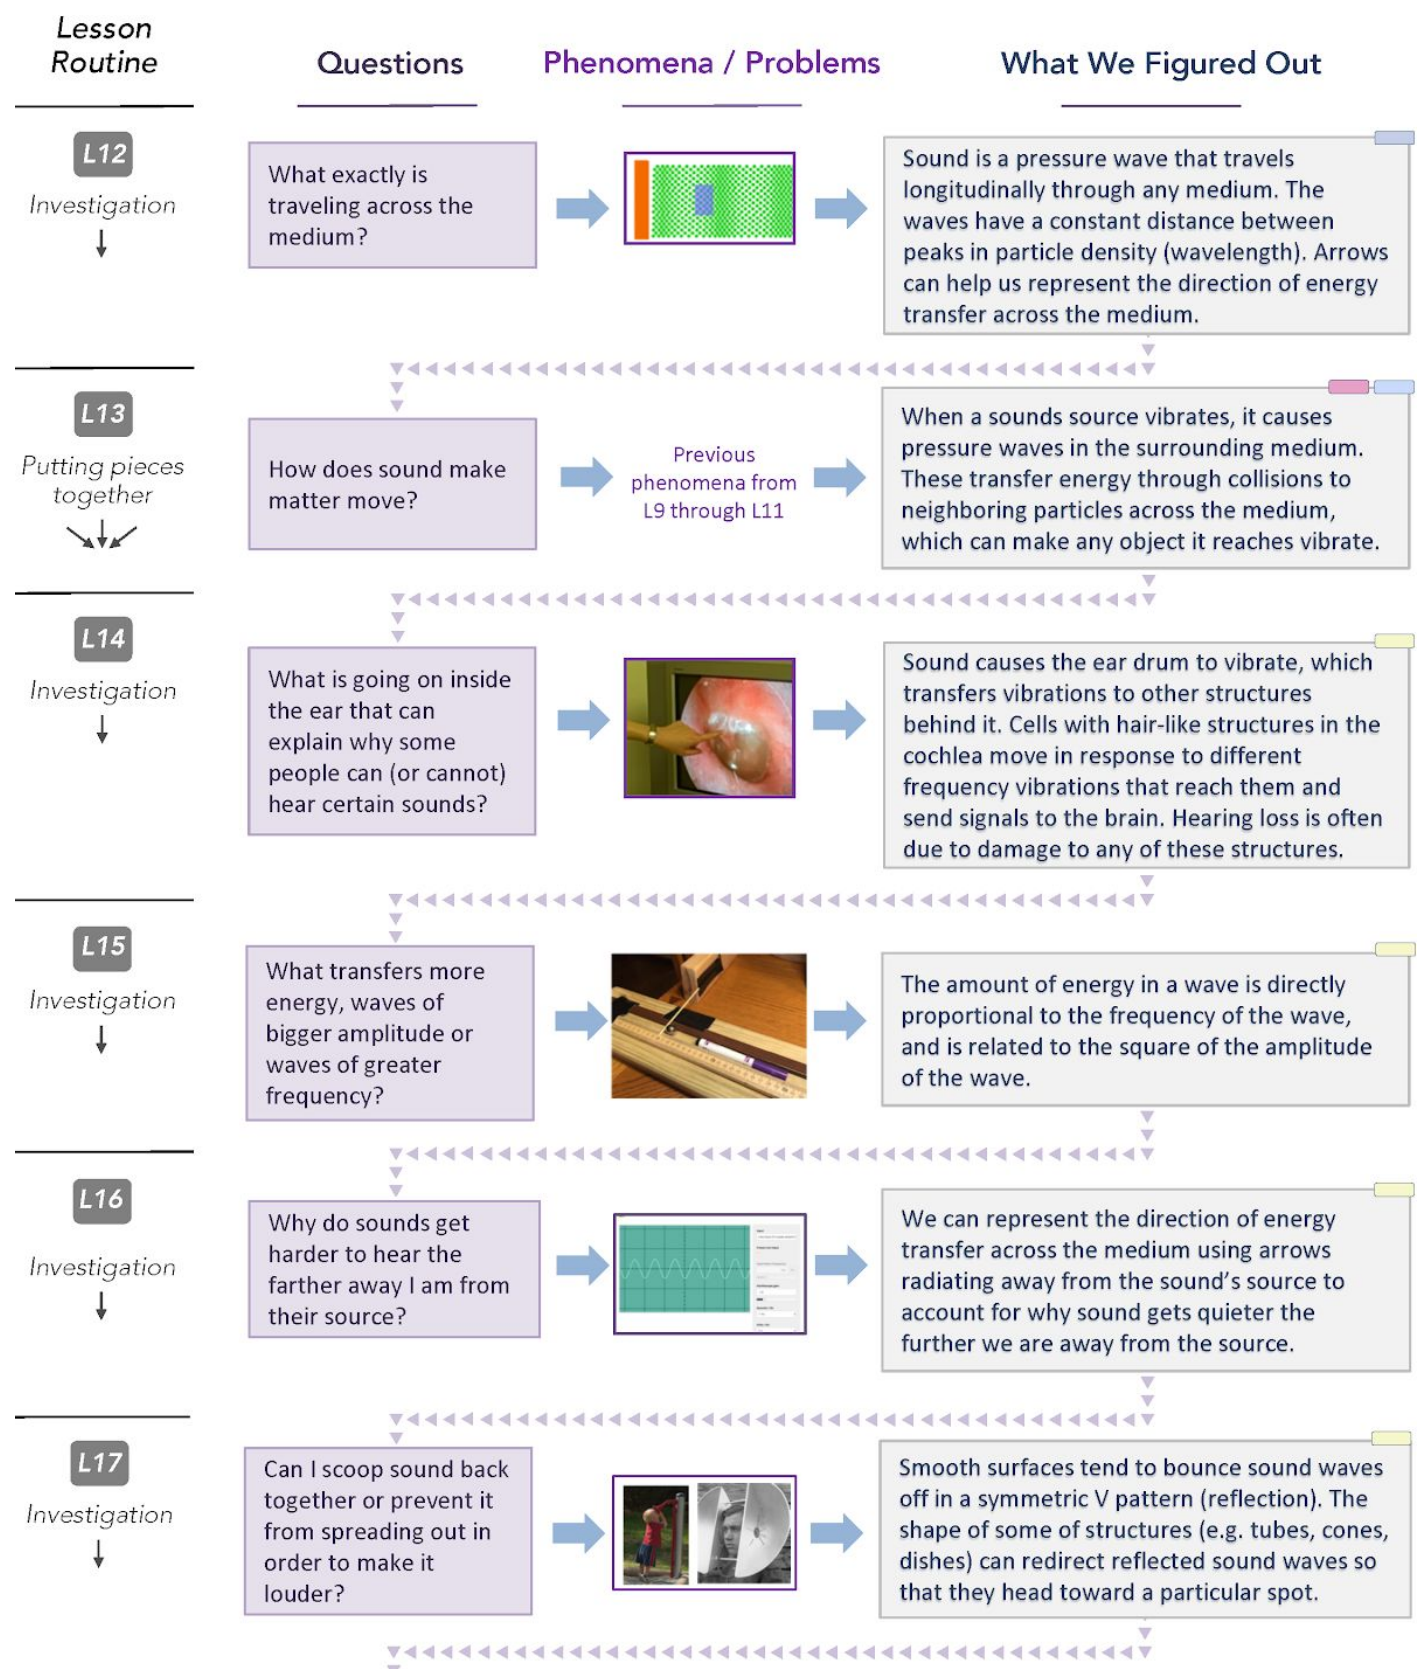 Lesson
Routine
Questions
Phenomena / Problems
What We Figured Out
L12
Investigation
What exactly is
traveling across the
medium?
Sound is a pressure wave that travels
longitudinally through any medium. The
waves have a constant distance between
peaks in particle density (wavelength). Arrows
can help us represent the direction of energy
transfer across the medium.
L13
Putting pieces
together
How does sound make
matter move?
Previous
phenomena from
L9 through L11
When a sounds source vibrates, it causes
pressure waves in the surrounding medium.
These transfer energy through collisions to
neighboring particles across the medium,
which can make any object it reaches vibrate.
L14
Investigation
What is going on inside
the ear that can
explain why some
people can (or cannot)
hear certain sounds?
Sound causes the ear drum to vibrate, which
transfers vibrations to other structures
behind it. Cells with hair-like structures in the
cochlea move in response to different
frequency vibrations that reach them and
send signals to the brain. Hearing loss is often
due to damage to any of these structures.
L15
Investigation
What transfers more
energy, waves of
bigger amplitude or
waves of greater
frequency?
The amount of energy in a wave is directly
proportional to the frequency of the wave,
and is related to the square of the amplitude
of the wave.
L16
Investigation
Why do sounds get
harder to hear the
farther away I am from
their source?
We can represent the direction of energy
transfer across the medium using arrows
radiating away from the sound's source to
account for why sound gets quieter the
further we are away from the source.
L17
Investigation
Can I scoop sound back
together or prevent it
from spreading out in
order to make it
louder?
Smooth surfaces tend to bounce sound waves
off in a symmetric V pattern (reflection). The
shape of some of structures (e.g. tubes, cones,
dishes) can redirect reflected sound waves so
that they head toward a particular spot.